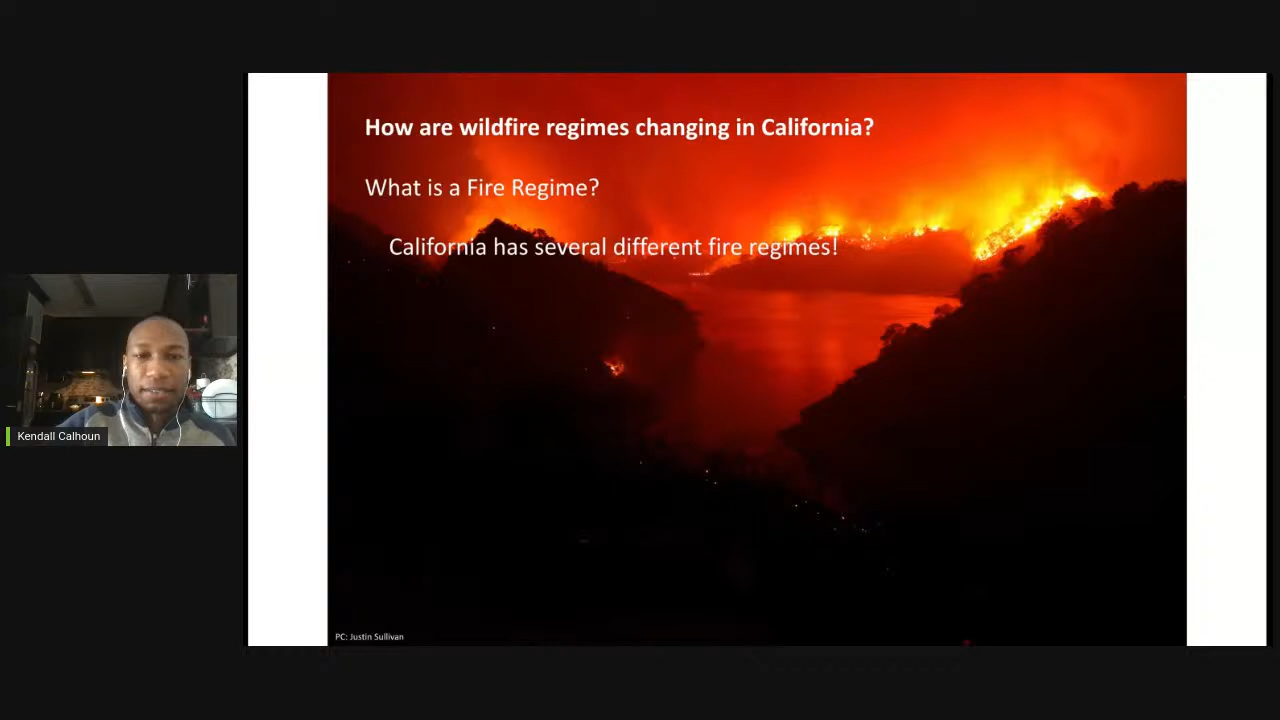 How are wildfire regimes changing in California?
What is a Fire Regime?
California has several different fire regimes!
Kendall Calhoun
PC: Justin Sullivan